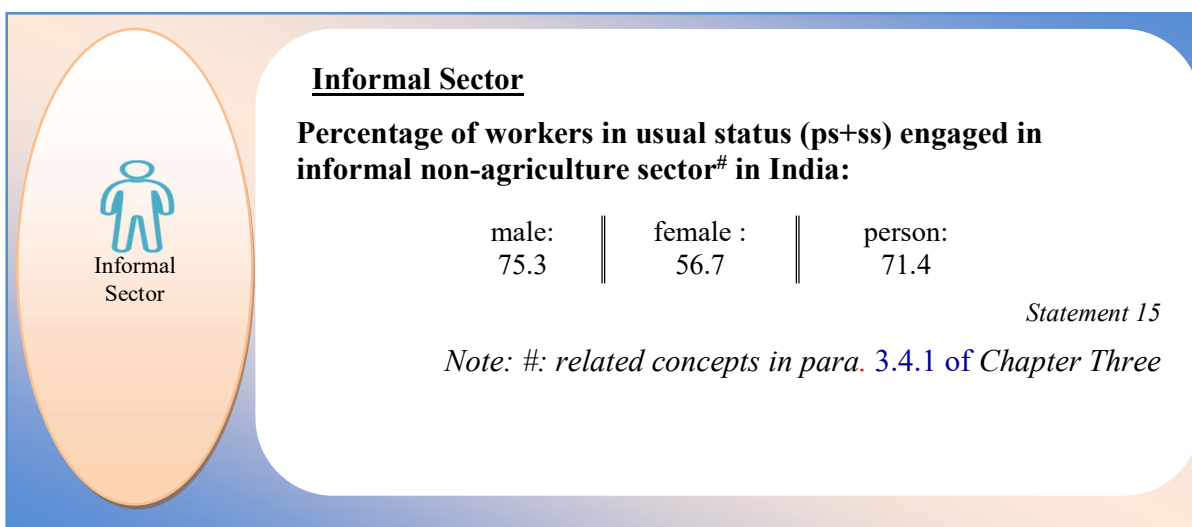 Informal
Sector
Informal Sector
Percentage of workers in usual status (ps+ss) engaged in
informal non-agriculture sector# in India:
male: female : person:
75.3 56.7 71.4
Statement 15
Note: #: related concepts in para. 3.4.1 of Chapter Three